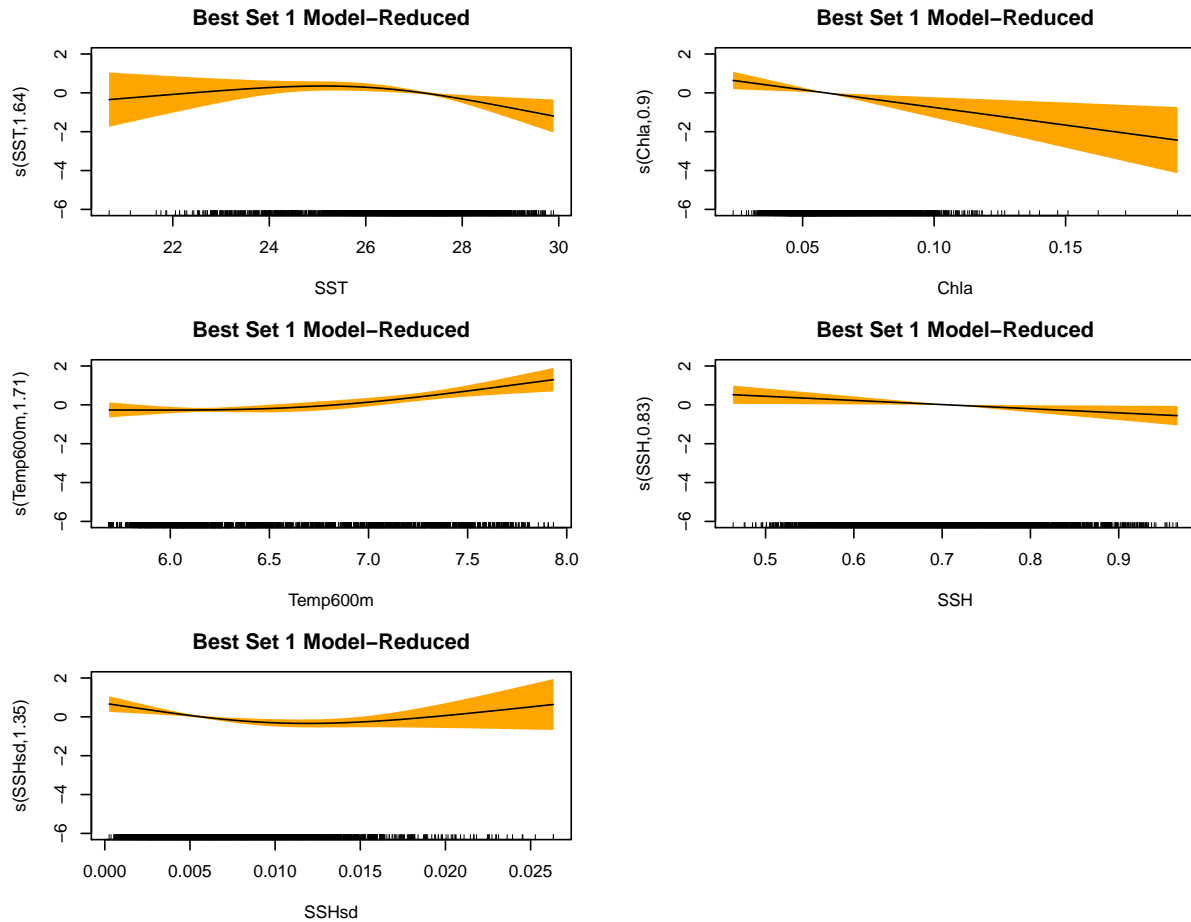 Best Set 1 Model−Reduced
s(SST,1.64)
2
0
−2
−4
−6
22 24 26 28 30
SST
Best Set 1 Model−Reduced
s(Chla,0.9)
2
0
−2
−4
−6
0.05 0.10 0.15
Chla
Best Set 1 Model−Reduced
s(Temp600m,1.71)
2
0
−2
−4
−6
6.0 6.5 7.0 7.5 8.0
Temp600m
Best Set 1 Model−Reduced
s(SSH,0.83)
2
0
−2
−4
−6
0.5 0.6 0.7 0.8 0.9
SSH
Best Set 1 Model−Reduced
s(SSHsd,1.35)
2
0
−2
−4
−6
0.000 0.005 0.010 0.015 0.020 0.025
SSHsd